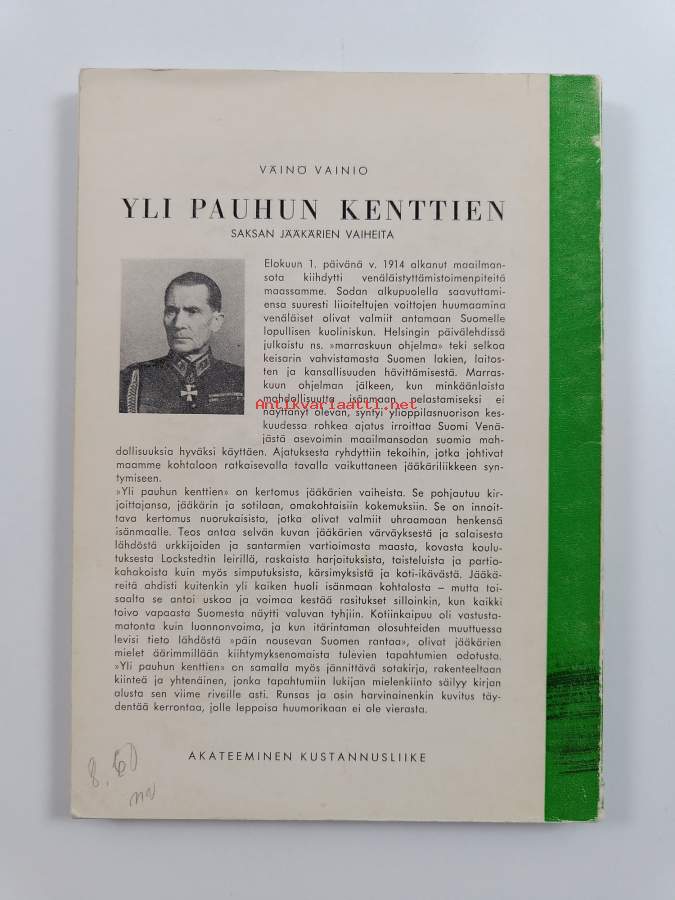 VÄINÖ VAINIO
YLI PAUHUN KENTTIEN
SAKSAN JÄÄKÄRIEN VAIHEITA
Elokuun 1. päivänä v. 1914 alkanut maailman-
sota kiihdytti venäläistyttämistoimenpiteitä
maassamme. Sodan alkupuolella saavuttami-
ensa suuresti liioiteltujen voittojen huumaamina
venäläiset olivat valmiit antamaan Suomelle
lopullisen kuoliniskun. Helsingin päivälehdissä
julkaistu ns. »marraskuun ohjelma» teki selkoa
keisarin vahvistamasta Suomen lakien, laitos-
ten ja kansallisuuden hävittämisestä. Marras-
kuun ohjelman jälkeen, kun minkäänlaista
mahdollisuutta isänmaan pelastamiseksi ei
Antikvariaatti.net
näyttänyt olevan, syntyi ylioppilasnuorison kes-
kuudessa rohkea ajatus irroittaa Suomi Venä-
jästä asevoimin maailmansodan suomia mah-
dollisuuksia hyväksi käyttäen. Ajatuksesta ryhdyttiin tekoihin, jotka johtivat
maamme kohtaloon ratkaisevalla tavalla vaikuttaneen jääkäriliikkeen syn-
tymiseen.
»Yli pauhun kenttien» on kertomus jääkärien vaiheista. Se pohjautuu kir-
joittajansa, jääkärin ja sotilaan, omakohtaisiin kokemuksiin. Se on innoit-
tava kertomus nuorukaisista, jotka olivat valmiit uhraamaan henkensä
isänmaalle. Teos antaa selvän kuvan jääkärien värväyksestä ja salaisesta
lähdöstä urkkijoiden ja santarmien vartioimasta maasta, kovasta koulu-
tuksesta Lockstedtin leirillä, raskaista harjoituksista, taisteluista ja partio-
kahakoista kuin myös simputuksista, kärsimyksistä ja koti-ikävästä. Jääkä-
reitä ahdisti kuitenkin yli kaiken huoli isänmaan kohtalosta – mutta toi-
saalta se antoi uskoa ja voimaa kestää rasitukset silloinkin, kun kaikki
toivo vapaasta Suomesta näytti valuvan tyhjiin. Kotiinkaipuu oli vastusta-
matonta kuin luonnonvoima, ja kun itärintaman olosuhteiden muuttuessa
levisi tieto lähdöstä »päin nousevan Suomen rantaa», olivat jääkärien
mielet äärimmillään kiihtymyksenomaista tulevien tapahtumien odotusta.
»Yli pauhun kenttien» on samalla myös jännittävä sotakirja, rakenteeltaan
kiinteä ja yhtenäinen, jonka tapahtumiin lukijan mielenkiinto säilyy kirjan
alusta sen viime riveille asti. Runsas ja osin harvinainenkin kuvitus täy-
dentää kerrontaa, jolle leppoisa huumorikaan ei ole vierasta.
AKATEEMINEN KUSTANNUSLIIKE